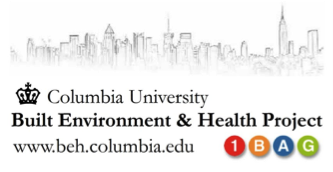 Columbia University
Built Environment & Health Project
www.beh.columbia.edu 1 B A G